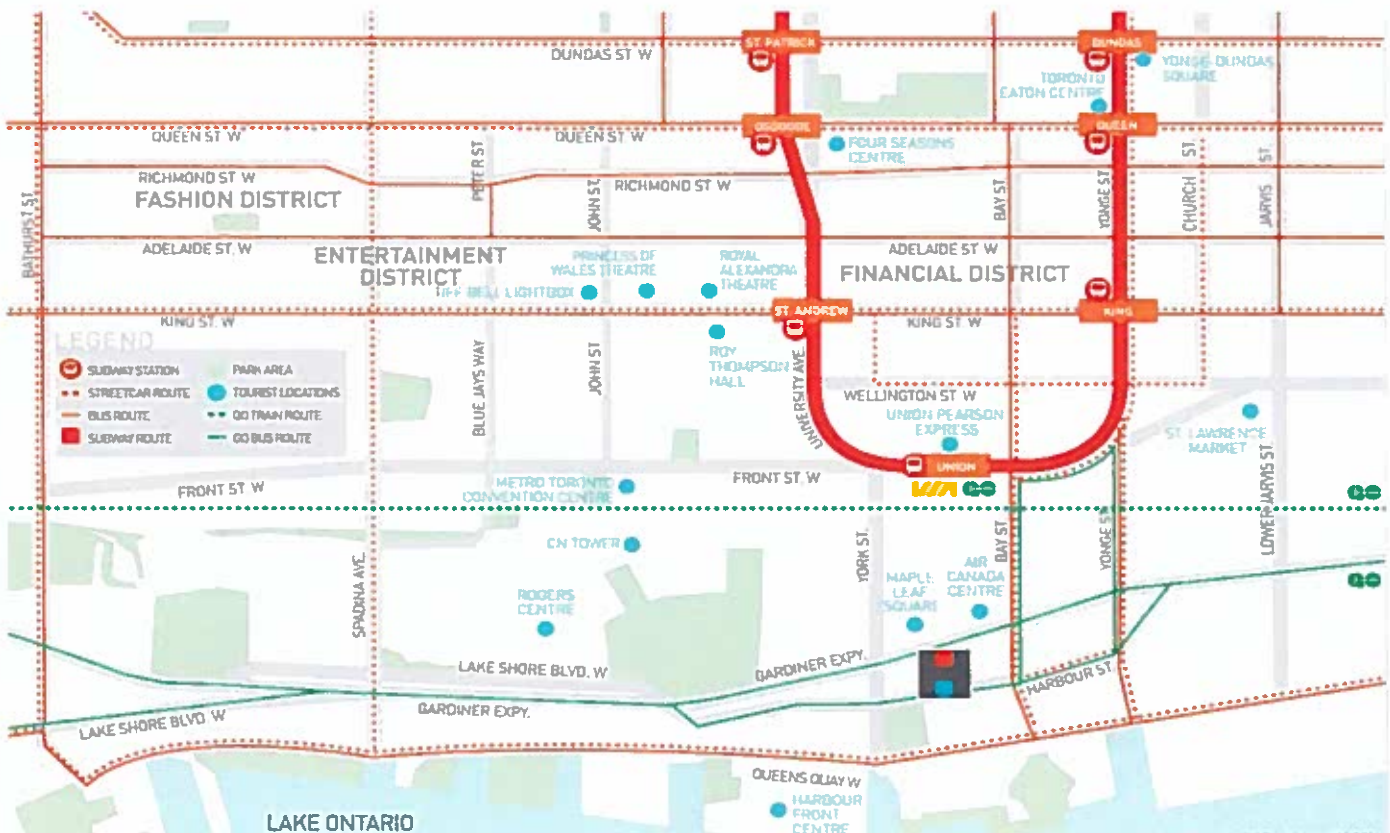 ST. PATRICK
DUNDAS
DUNDAS ST W
YONGE-DUNDAS
SQUARE
TORONTO
EATON CENTRE
OSGOODE
QUEEN
QUEEN ST W
QUEEN ST W
FOUR SEASONS
CENTRE
PETER ST
RICHMOND ST W
RICHMOND ST W
FASHION DISTRICT
BATHURST ST.
JOHN ST.
BAY ST
YONGE ST
CHURCH ST.
JARVIS ST.
ADELAIDE ST. W
ADELAIDE ST W
ENTERTAINMENT
DISTRICT
PRINCESS OF
WALES THEATRE
ROYAL
ALEXANDRA
THEATRE
FINANCIAL DISTRICT
TIFF BELL LIGHTBOX
ST. ANDREW
KING
KING ST. W
KING ST. W
ROY
THOMPSON
HALL
LEGEND
SUBWAY STATION
PARK AREA
STREETCAR ROUTE
TOURIST LOCATIONS
BUS ROUTE
GO TRAIN ROUTE
SUBWAY ROUTE
GO BUS ROUTE
BLUE JAYS WAY
JOHN ST
UNIVERSITY AVE.
WELLINGTON ST W
UNION PEARSON
EXPRESS
ST. LAWRENCE
MARKET
UNION
VIA GO
FRONT ST. W
FRONT ST. W
METRO TORONTO
CONVENTION CENTRE
GO
CN TOWER
SPADINA AVE.
YORK ST.
BAY ST
YONGE ST
LOWER JARVIS ST.
ROGERS
CENTRE
MAPLE
LEAF
SQUARE
AIR
CANADA
CENTRE
GO
LAKE SHORE BLVD. W
GARDINER EXPY.
HARBOUR ST.
LAKE SHORE BLVD. W
GARDINER EXPY.
QUEENS QUAY W
HARBOUR
FRONT
CENTRE
LAKE ONTARIO